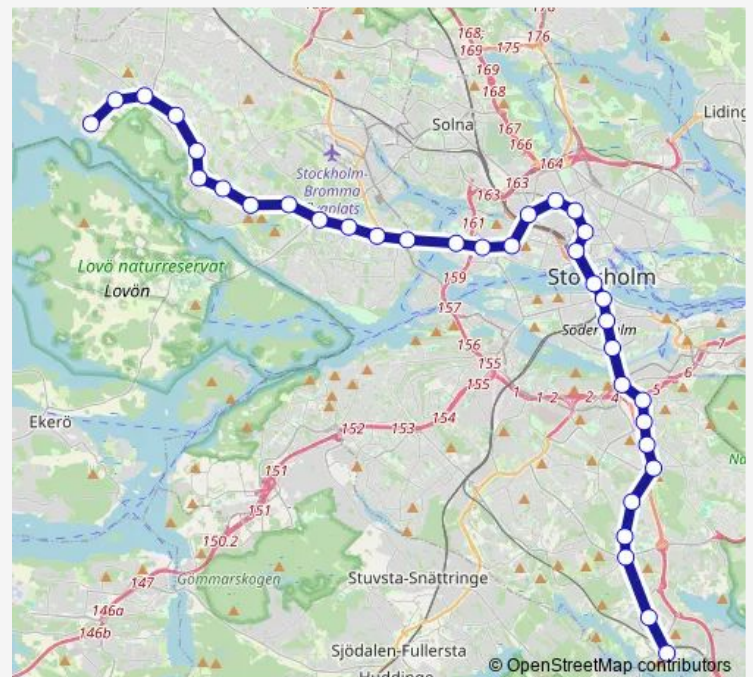 168;
169
175
176
169
168
Liding
Solna
167
166
164
Stockholm-
Bromma
163
163
161
Lovö naturreservat
Lovön
Stockholm
159
157
156
155
155
1
1
2
2
4
5
6
7
Ekerö
152
153
154
151
151
150.2
147
146a
146b
Gömmarskogen
Stuvsta-Snättringe
Sjödalen-Fullersta
Huddinge
© OpenStreetMap contributors